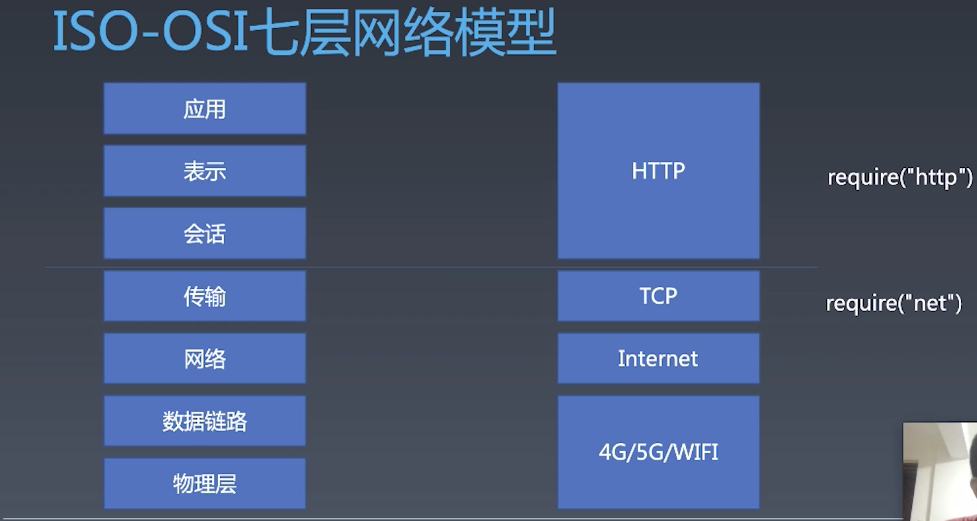 ISO-OSI七层网络模型
应用
表示
会话
传输
网络
数据链路
物理层
HTTP
TCP
Internet
4G/5G/WIFI
require("http")
require("net")